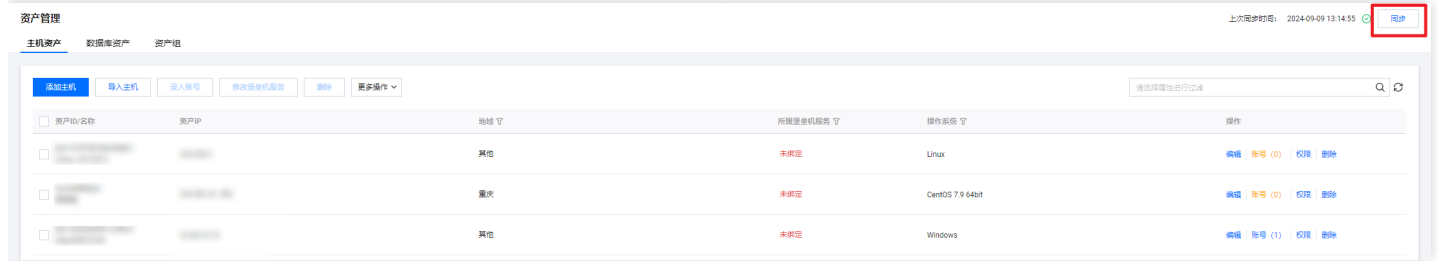 资产管理
上次同步时间： 2024-09-09 13:14:55 同步
主机资产 数据库资产 资产组
添加主机 导入主机 录入账号 修改堡垒机服务 删除 更多操作 请选择属性进行过滤
资产ID/名称 资产IP 地域 所属堡垒机服务 操作系统 操作
其他 未绑定 Linux 编辑 账号 (0) 权限 删除
重庆 未绑定 CentOS 7.9 64bit 编辑 账号 (0) 权限 删除
其他 未绑定 Windows 编辑 账号 (1) 权限 删除